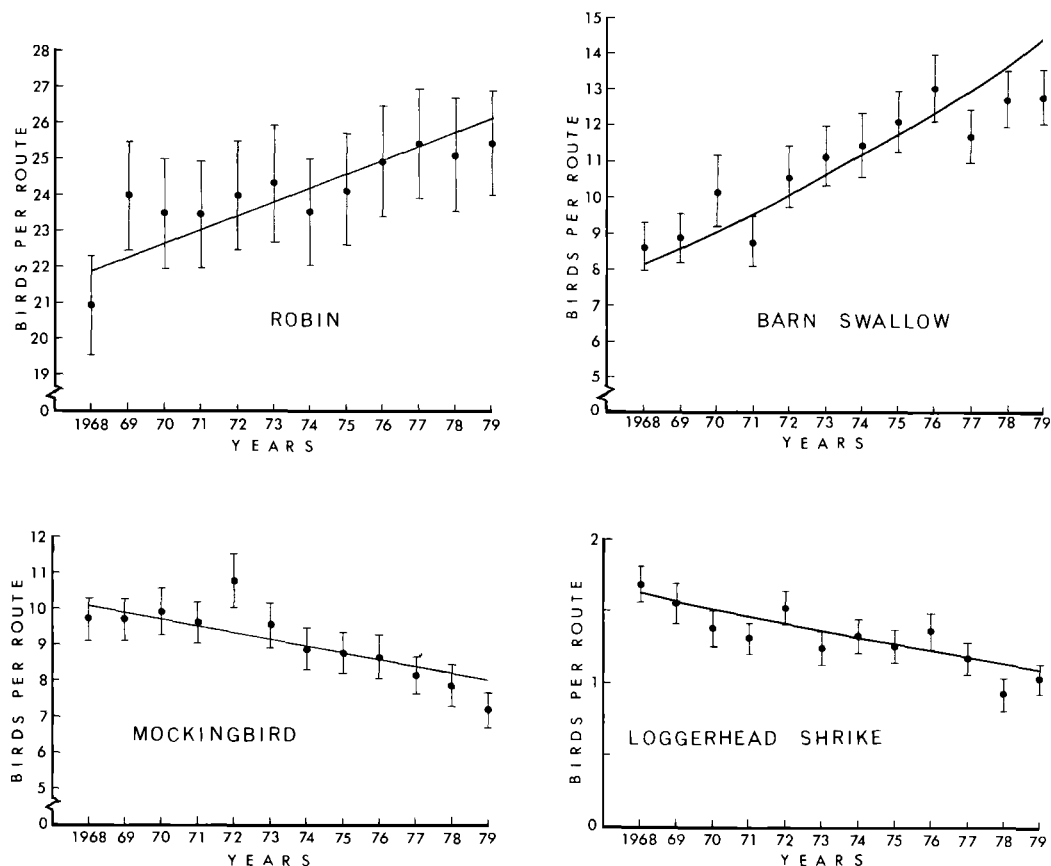 BIRDS PER ROUTE
28
27
26
25
24
23
22
21
20
19
0
ROBIN
1968 69 70 71 72 73 74 75 76 77 78 79
YEARS
BIRDS PER ROUTE
15
14
13
12
11
10
9
8
7
6
5
0
BARN SWALLOW
1968 69 70 71 72 73 74 75 76 77 78 79
YEARS
BIRDS PER ROUTE
12
11
10
9
8
7
6
5
0
MOCKINGBIRD
1968 69 70 71 72 73 74 75 76 77 78 79
YEARS
BIRDS PER ROUTE
2
1
0
LOGGERHEAD SHRIKE
1968 69 70 71 72 73 74 75 76 77 78 79
YEARS